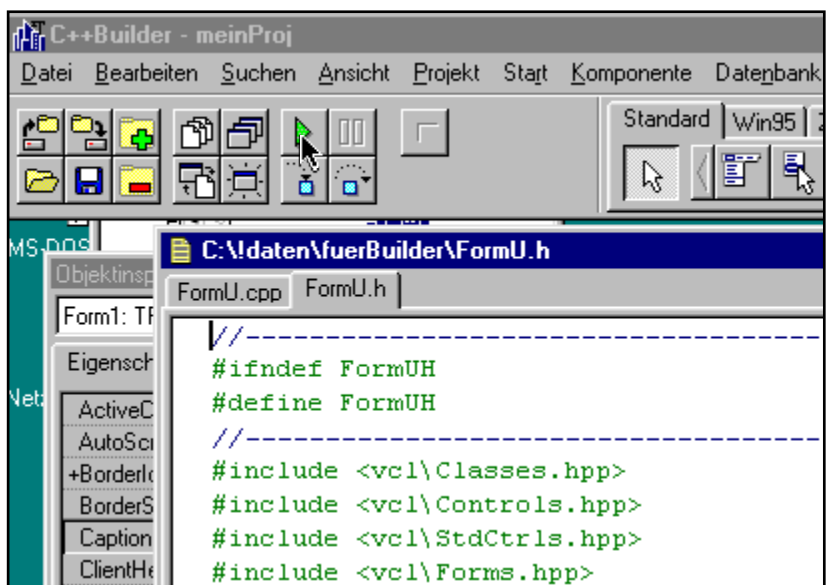 C++Builder - meinProj
Datei Bearbeiten Suchen Ansicht Projekt Start Komponente Datenbank
Standard Win95
MS-DOS
C:\!daten\fuerBuilder\FormU.h
Objektinsp
FormU.cpp FormU.h
Form1: TF
//-----------------------------------
Eigensch
#ifndef FormUH
Netz
ActiveC
#define FormUH
AutoScr
//-----------------------------------
+BorderIc
#include <vcl\Classes.hpp>
BorderS
#include <vcl\Controls.hpp>
Caption
#include <vcl\StdCtrls.hpp>
ClientHe
#include <vcl\Forms.hpp>